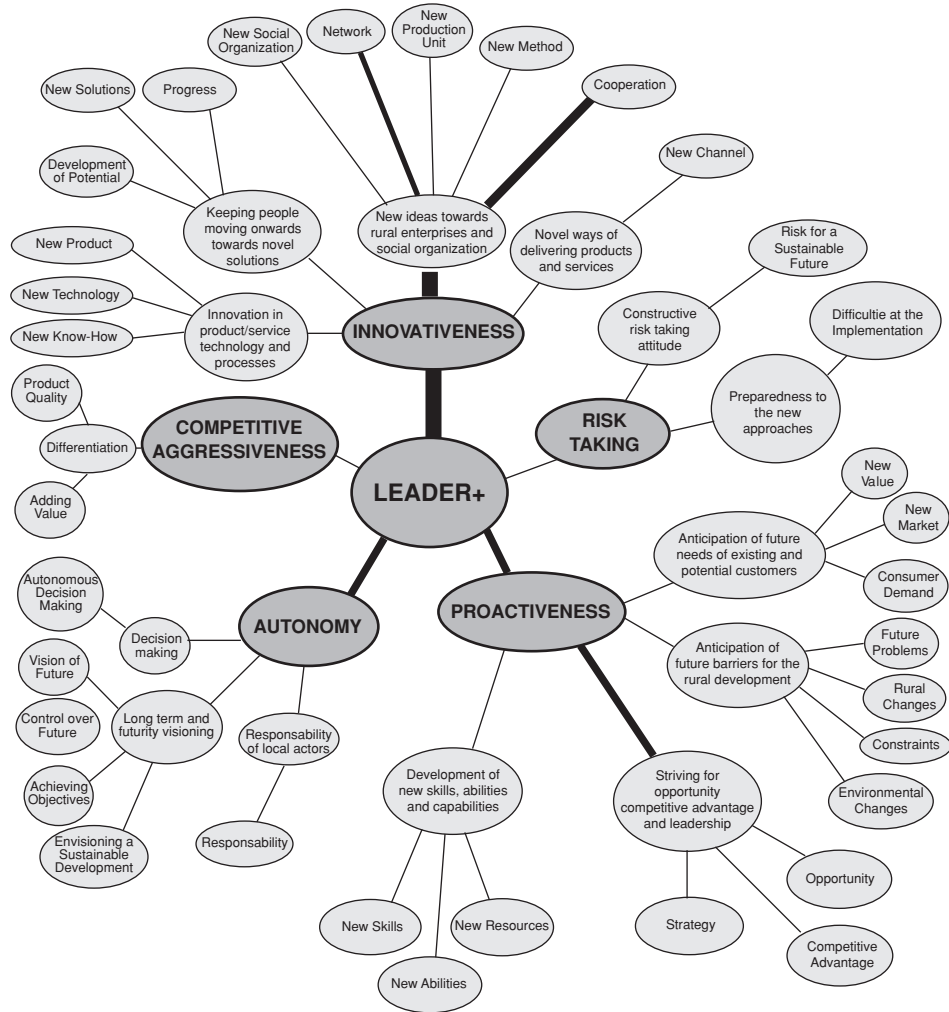 New Social
Organization
Network
New
Production
Unit
New Method
Cooperation
New Solutions
Progress
New Channel
Development
of Potential
Keeping people
moving onwards
towards novel
solutions
New ideas towards
rural enterprises and
social organization
Novel ways of
delivering products
and services
Risk for a
Sustainable
Future
New Product
New Technology
New Know-How
Innovation in
product/service
technology and
processes
INNOVATIVENESS
Constructive
risk taking
attitude
Difficultie at the
Implementation
Product
Quality
Differentiation
Adding
Value
COMPETITIVE
AGGRESSIVENESS
RISK
TAKING
Preparedness to
the new
approaches
LEADER+
New
Value
New
Market
Anticipation of future
needs of existing and
potential customers
Consumer
Demand
Autonomous
Decision
Making
Decision
making
AUTONOMY
PROACTIVENESS
Vision of
Future
Control over
Future
Long term and
futurity visioning
Achieving
Objectives
Envisioning a
Sustainable
Development
Responsability
of local actors
Responsability
Anticipation of
future barriers for the
rural development
Future
Problems
Rural
Changes
Constraints
Environmental
Changes
Development of
new skills, abilities
and capabilities
Striving for
opportunity
competitive advantage
and leadership
New Skills
New Abilities
New Resources
Strategy
Opportunity
Competitive
Advantage